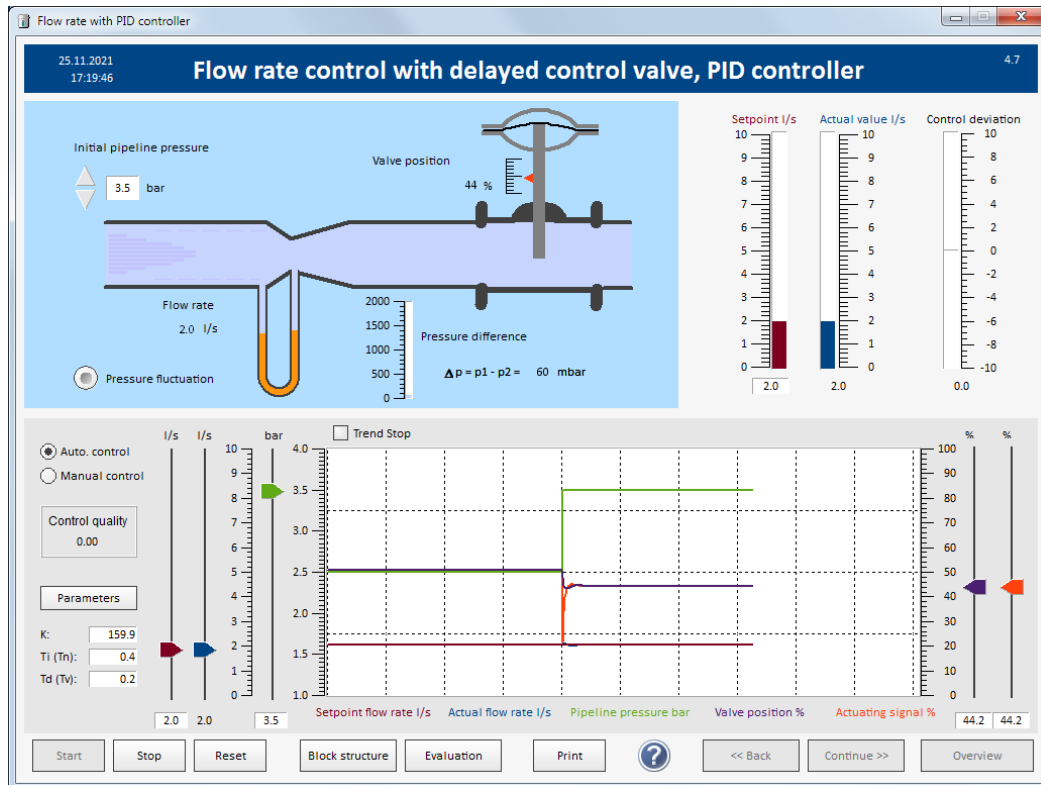 Flow rate with PID controller
25.11.2021
17:19:46
Flow rate control with delayed control valve, PID controller
4.7
Initial pipeline pressure
3.5 bar
Valve position
44 %
Flow rate
2.0 l/s
Pressure fluctuation
2000
1500
1000
500
0
Pressure difference
Δp = p1 - p2 = 60 mbar
Setpoint l/s
10
9
8
7
6
5
4
3
2
1
0
2.0
Actual value l/s
10
9
8
7
6
5
4
3
2
1
0
2.0
Control deviation
10
8
6
4
2
0
-2
-4
-6
-8
-10
0.0
Auto. control
Manual control
Control quality
0.00
Parameters
K: 159.9
Ti (Tn): 0.4
Td (Tv): 0.2
l/s
l/s
bar
10
9
8
7
6
5
4
3
2
1
0
2.0 2.0 3.5
Trend Stop
4.0
3.5
3.0
2.5
2.0
1.5
1.0
100
90
80
70
60
50
40
30
20
10
0
% %
44.2 44.2
Setpoint flow rate l/s Actual flow rate l/s Pipeline pressure bar Valve position % Actuating signal %
Start Stop Reset Block structure Evaluation Print ? << Back Continue >> Overview